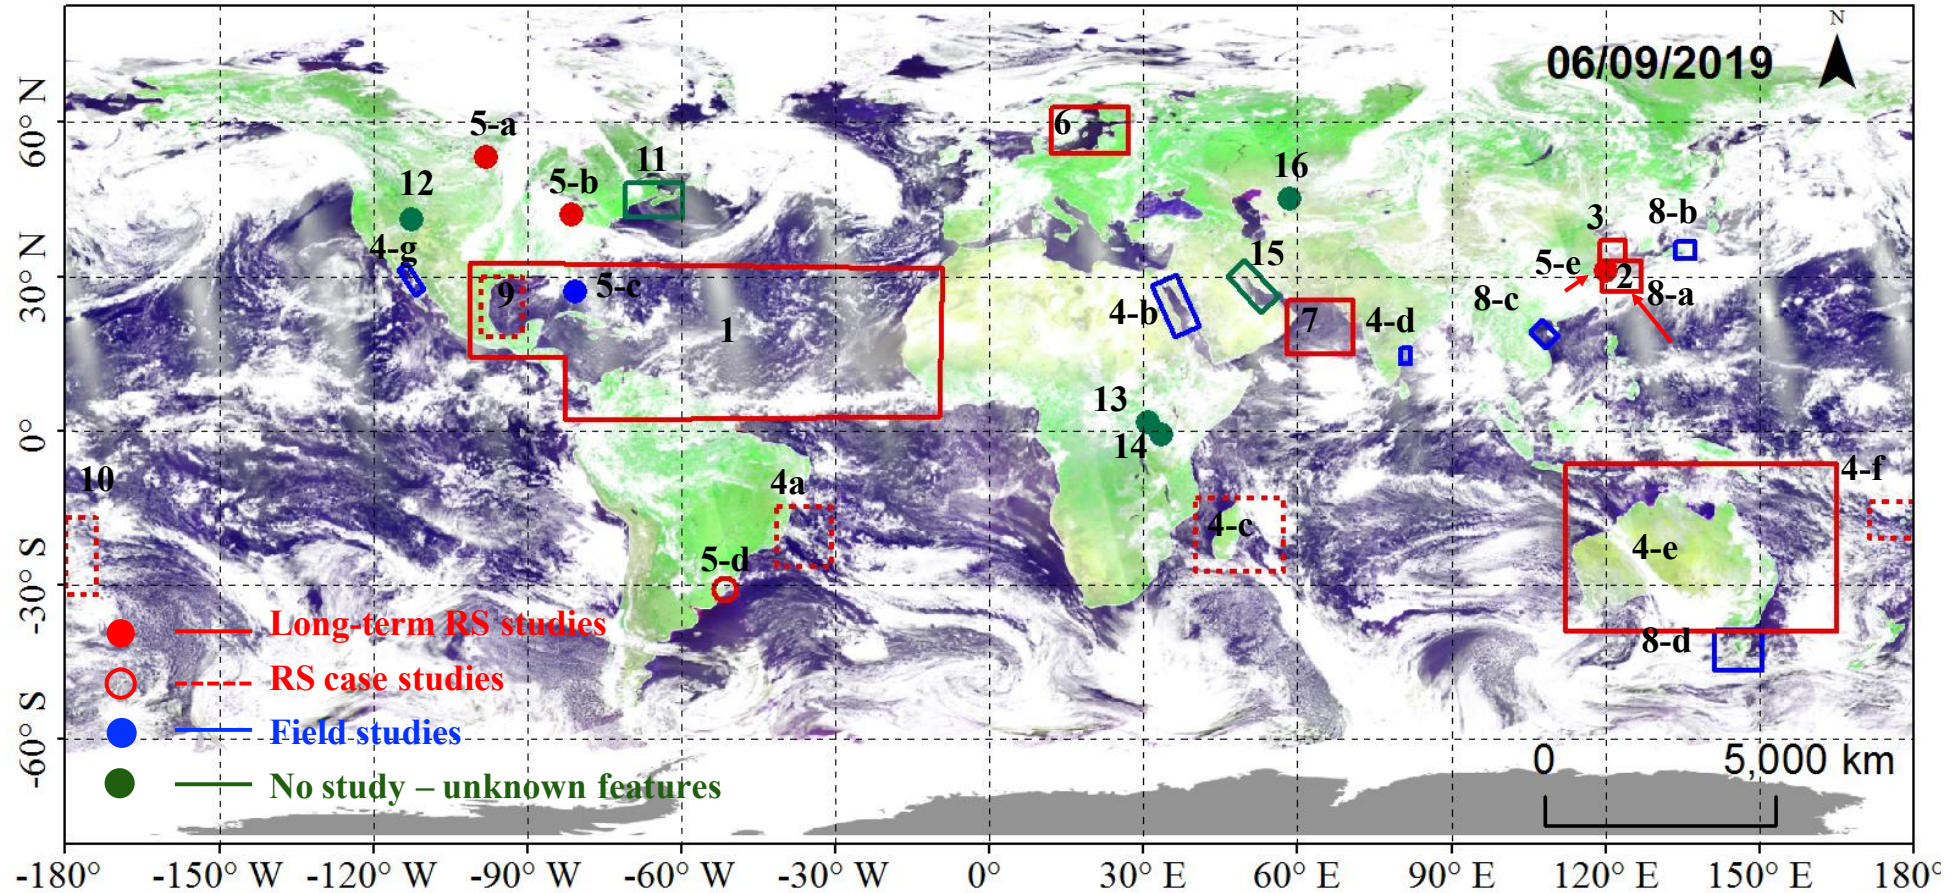 N
06/09/2019
60° N
30° N
0°
-30° S
-60° S
5-a
6
11
16
12
5-b
3
8-b
4-g
15
5-e
2
9
5-c
8-c
8-a
4-b
7
4-d
1
13
14
10
4a
4-f
4-c
4-e
5-d
8-d
Long-term RS studies
RS case studies
Field studies
No study – unknown features
0 5,000 km
-180° -150° W -120° W -90° W -60° W -30° W 0° 30° E 60° E 90° E 120° E 150° E 180°